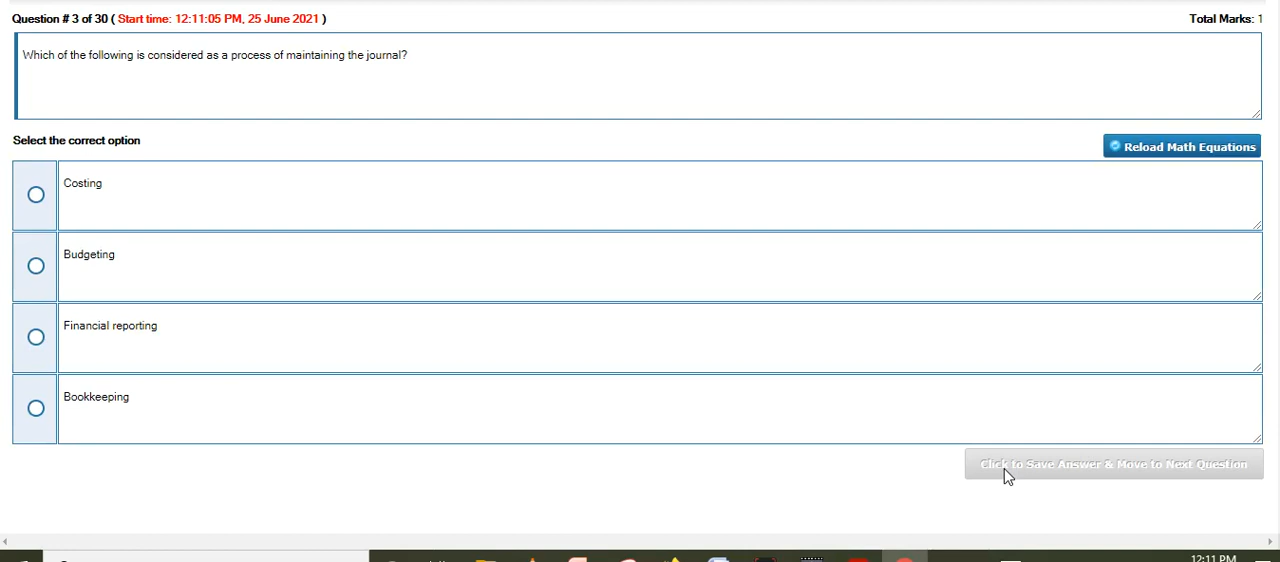 Question # 3 of 30 ( Start time: 12:11:05 PM, 25 June 2021 ) Total Marks: 1
Which of the following is considered as a process of maintaining the journal?
Select the correct option
Reload Math Equations
Costing
Budgeting
Financial reporting
Bookkeeping
Click to Save Answer & Move to Next Question
12:11 PM